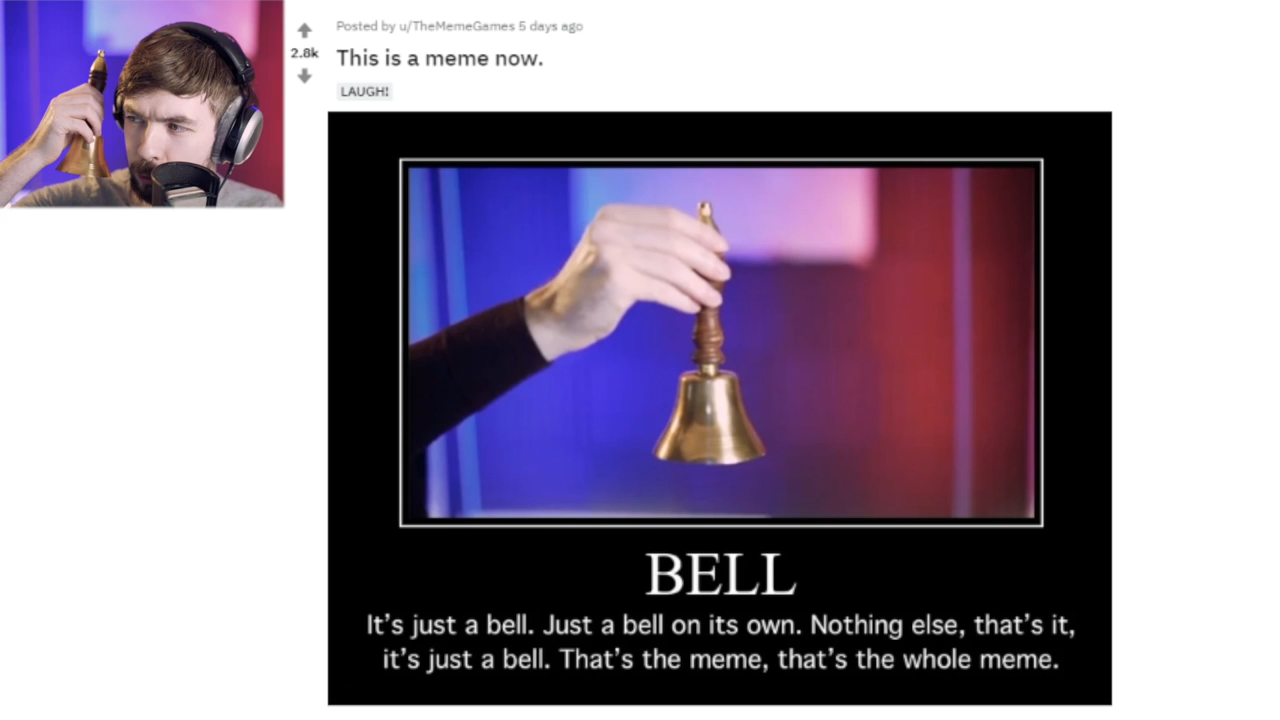 Posted by u/TheMemeGames 5 days ago
2.8k
This is a meme now.
LAUGH!
BELL
It's just a bell. Just a bell on its own. Nothing else, that's it,
it's just a bell. That's the meme, that's the whole meme.